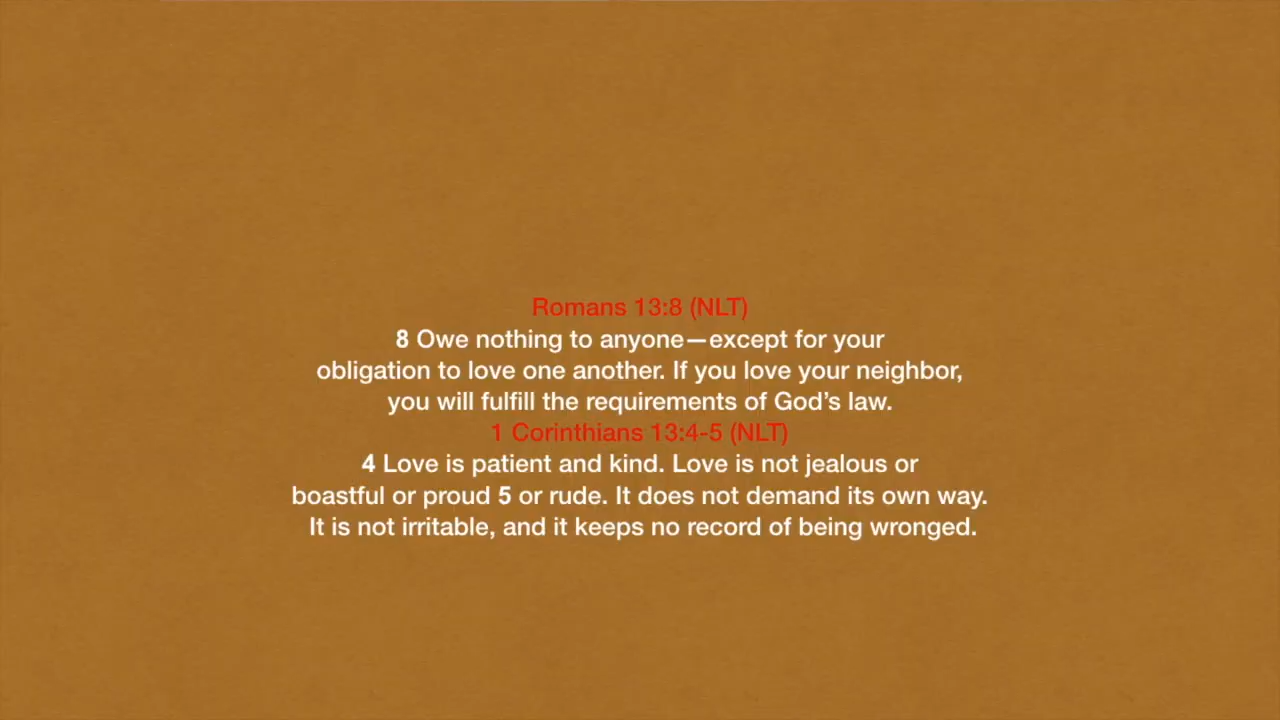 Romans 13:8 (NLT)
8 Owe nothing to anyone—except for your
obligation to love one another. If you love your neighbor,
you will fulfill the requirements of God’s law.
1 Corinthians 13:4-5 (NLT)
4 Love is patient and kind. Love is not jealous or
boastful or proud 5 or rude. It does not demand its own way.
It is not irritable, and it keeps no record of being wronged.